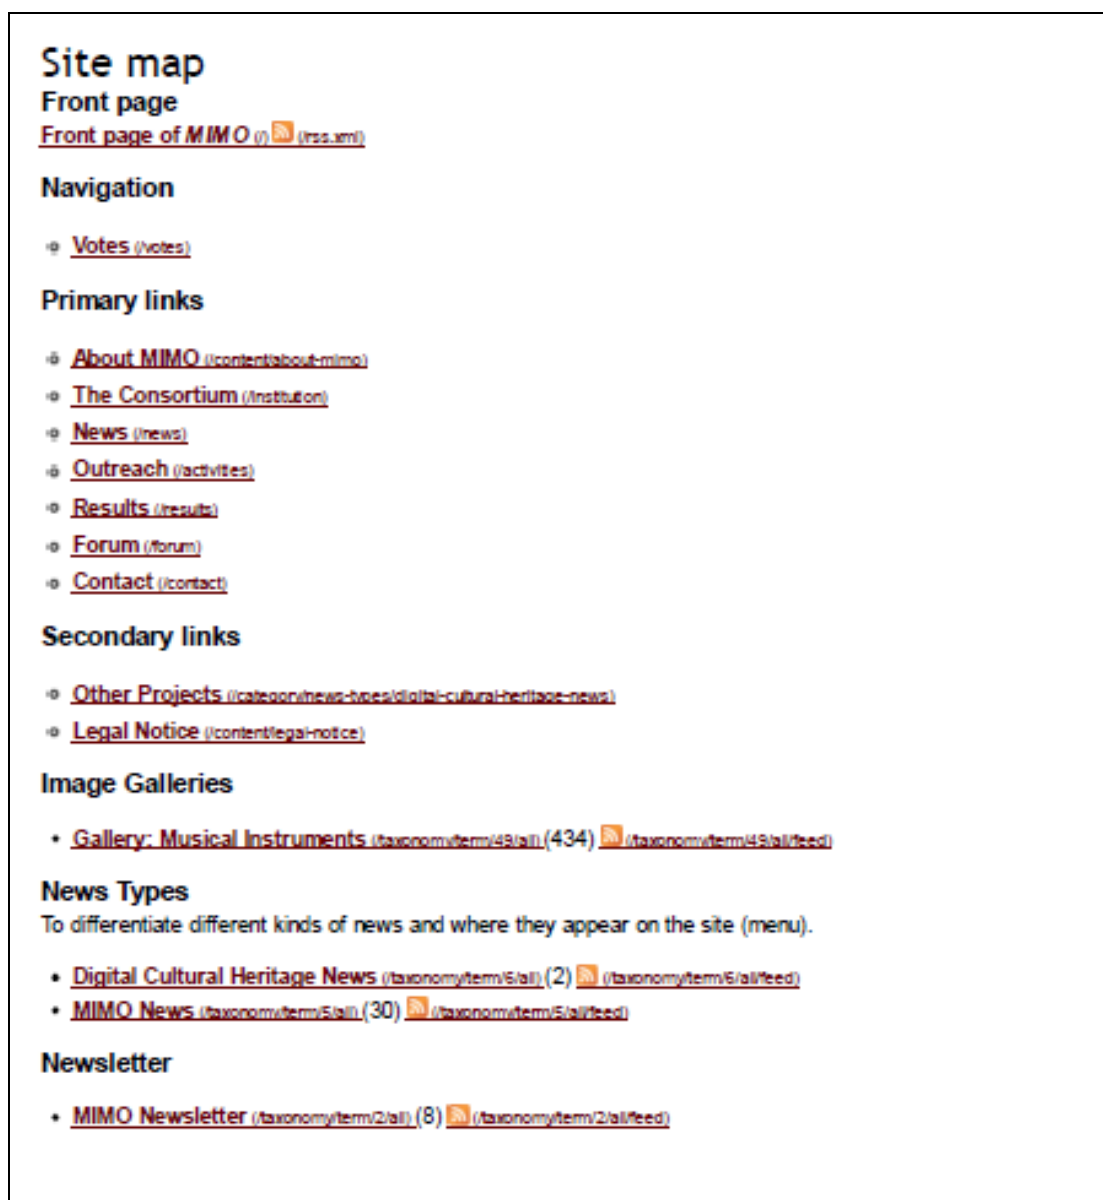 Site map
Front page
Front page of MIMO (/) (/rss.xml)
Navigation
Votes (/votes)
Primary links
About MIMO (/content/about-mimo)
The Consortium (/institution)
News (/news)
Outreach (/activities)
Results (/results)
Forum (/forum)
Contact (/contact)
Secondary links
Other Projects (/category/news-types/digital-cultural-heritage-news)
Legal Notice (/content/legal-notice)
Image Galleries
Gallery: Musical Instruments (/taxonomy/term/49/all) (434) (/taxonomy/term/49/all/feed)
News Types
To differentiate different kinds of news and where they appear on the site (menu).
Digital Cultural Heritage News (/taxonomy/term/6/all) (2) (/taxonomy/term/6/all/feed)
MIMO News (/taxonomy/term/5/all) (30) (/taxonomy/term/5/all/feed)
Newsletter
MIMO Newsletter (/taxonomy/term/2/all) (8) (/taxonomy/term/2/all/feed)